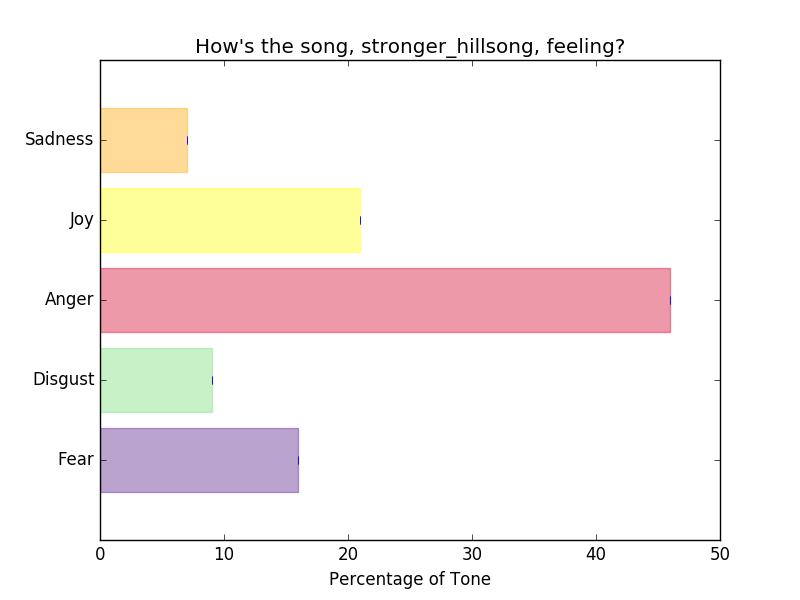 How's the song, stronger_hillsong, feeling?
Sadness
Joy
Anger
Disgust
Fear
0 10 20 30 40 50
Percentage of Tone